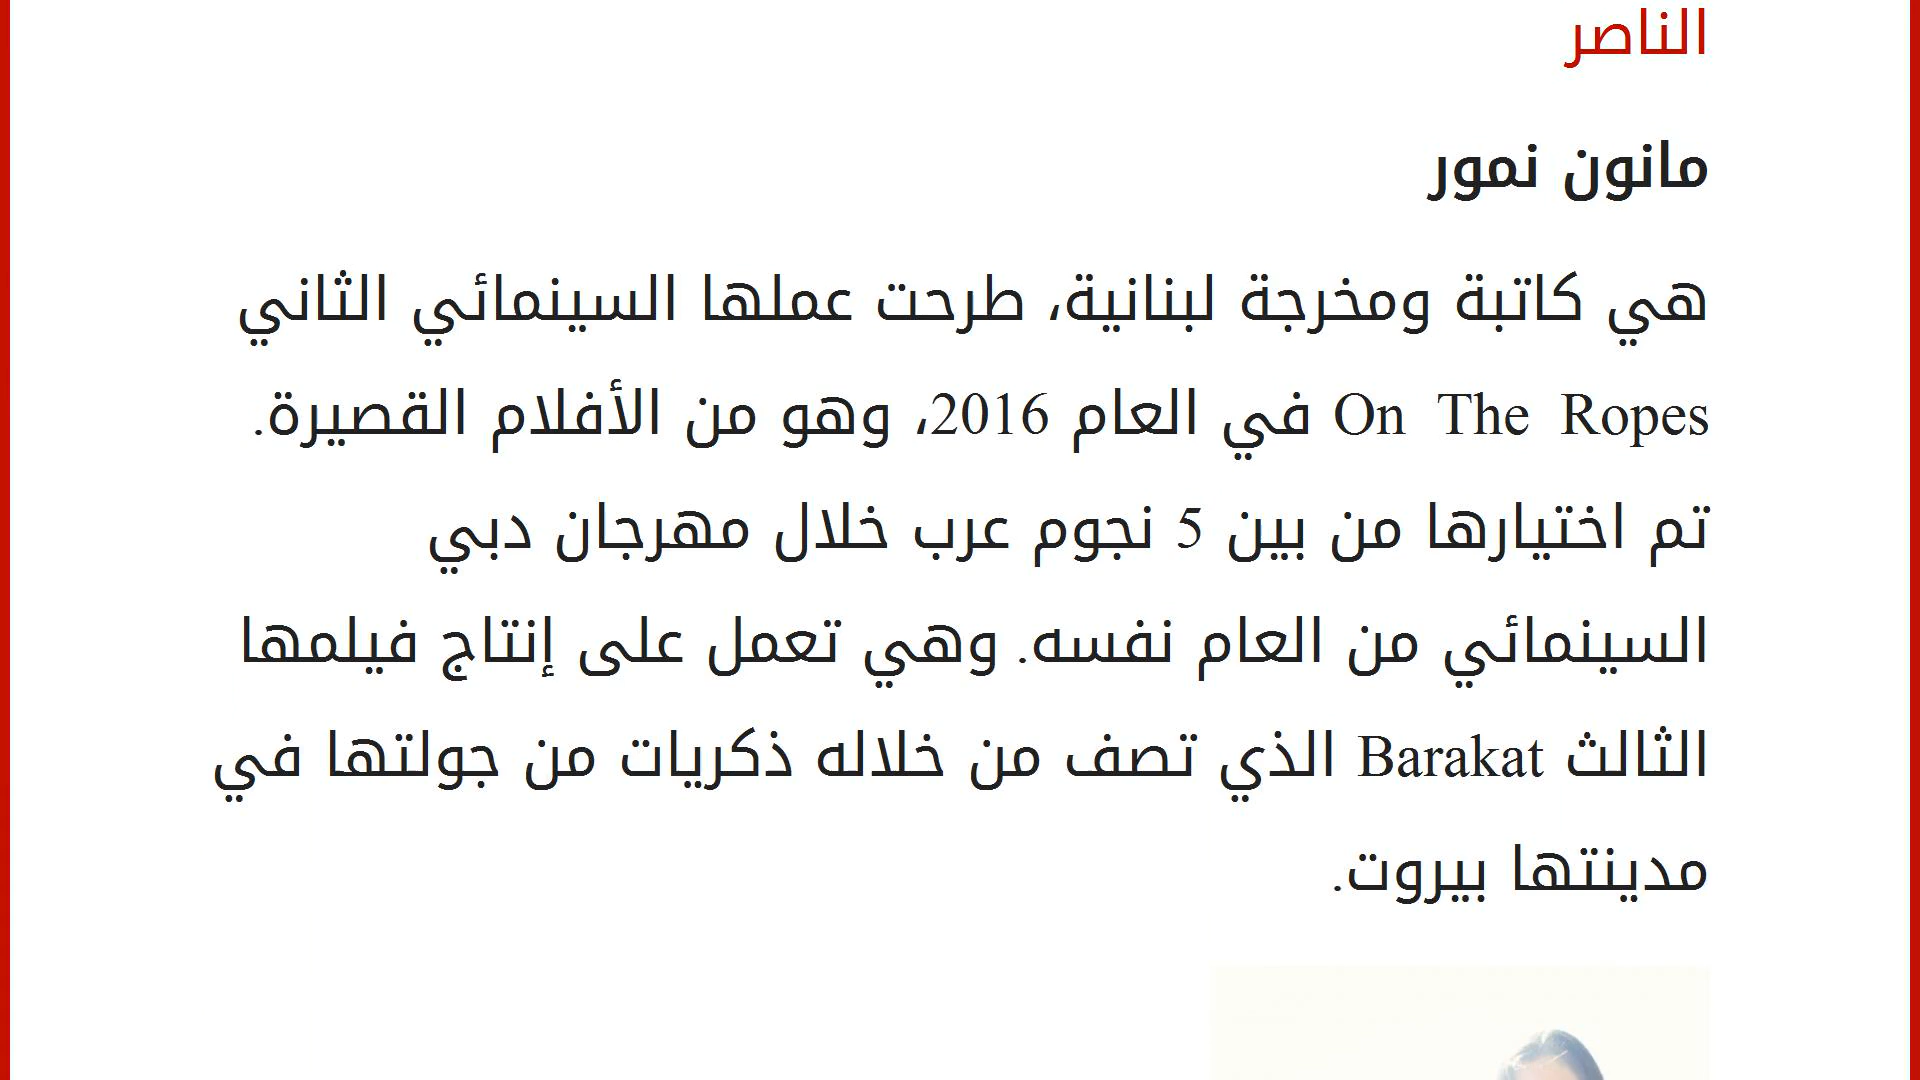 الناصر
مانون نمور
هي كاتبة ومخرجة لبنانية، طرحت عملها السينمائي الثاني
On The Ropes في العام 2016، وهو من الأفلام القصيرة.
تم اختيارها من بين 5 نجوم عرب خلال مهرجان دبي
السينمائي من العام نفسه. وهي تعمل على إنتاج فيلمها
الثالث Barakat الذي تصف من خلاله ذكريات من جولتها في
مدينتها بيروت.